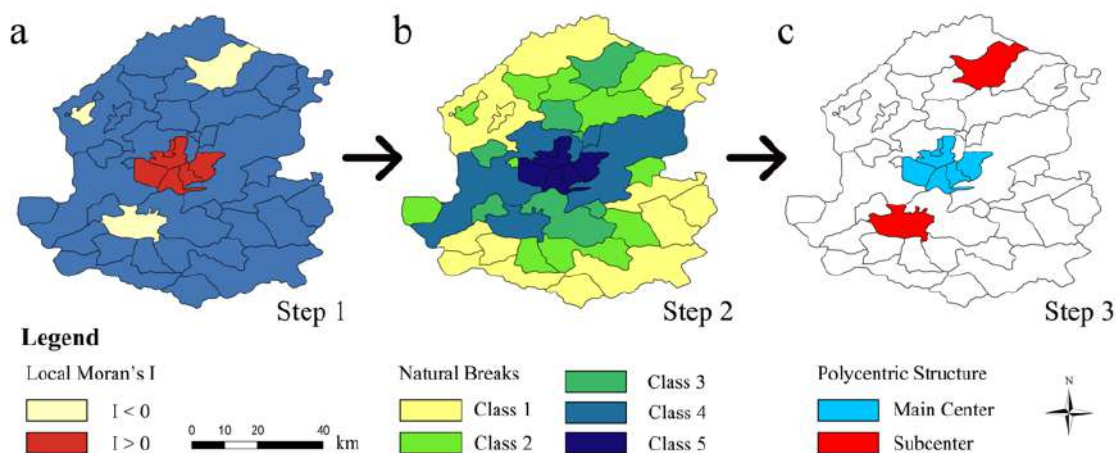 a
b
c
Step 1
Step 2
Step 3
Legend
Local Moran's I
I < 0
I > 0
0 10 20 40
km
Natural Breaks
Class 1
Class 2
Class 3
Class 4
Class 5
Polycentric Structure
Main Center
Subcenter
N